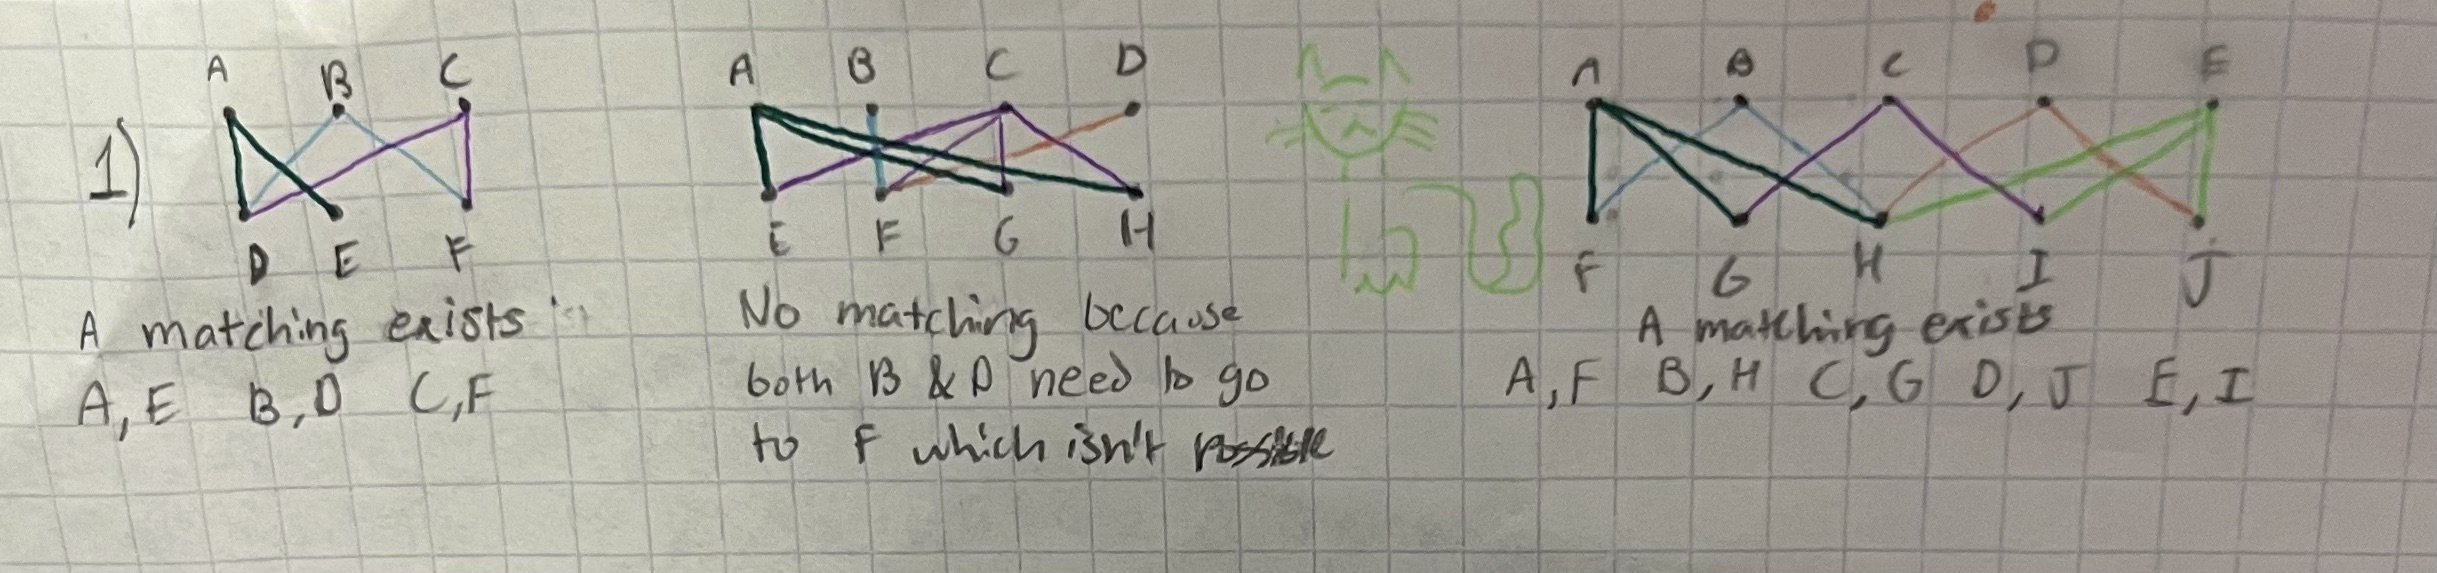 1)
A B C
D E F
A matching exists
A, E B, D C, F
A B C D
E F G H
No matching because
both B & D need to go
to F which isn't possible
A B C D E
F G H I J
A matching exists
A, F B, H C, G D, J E, I